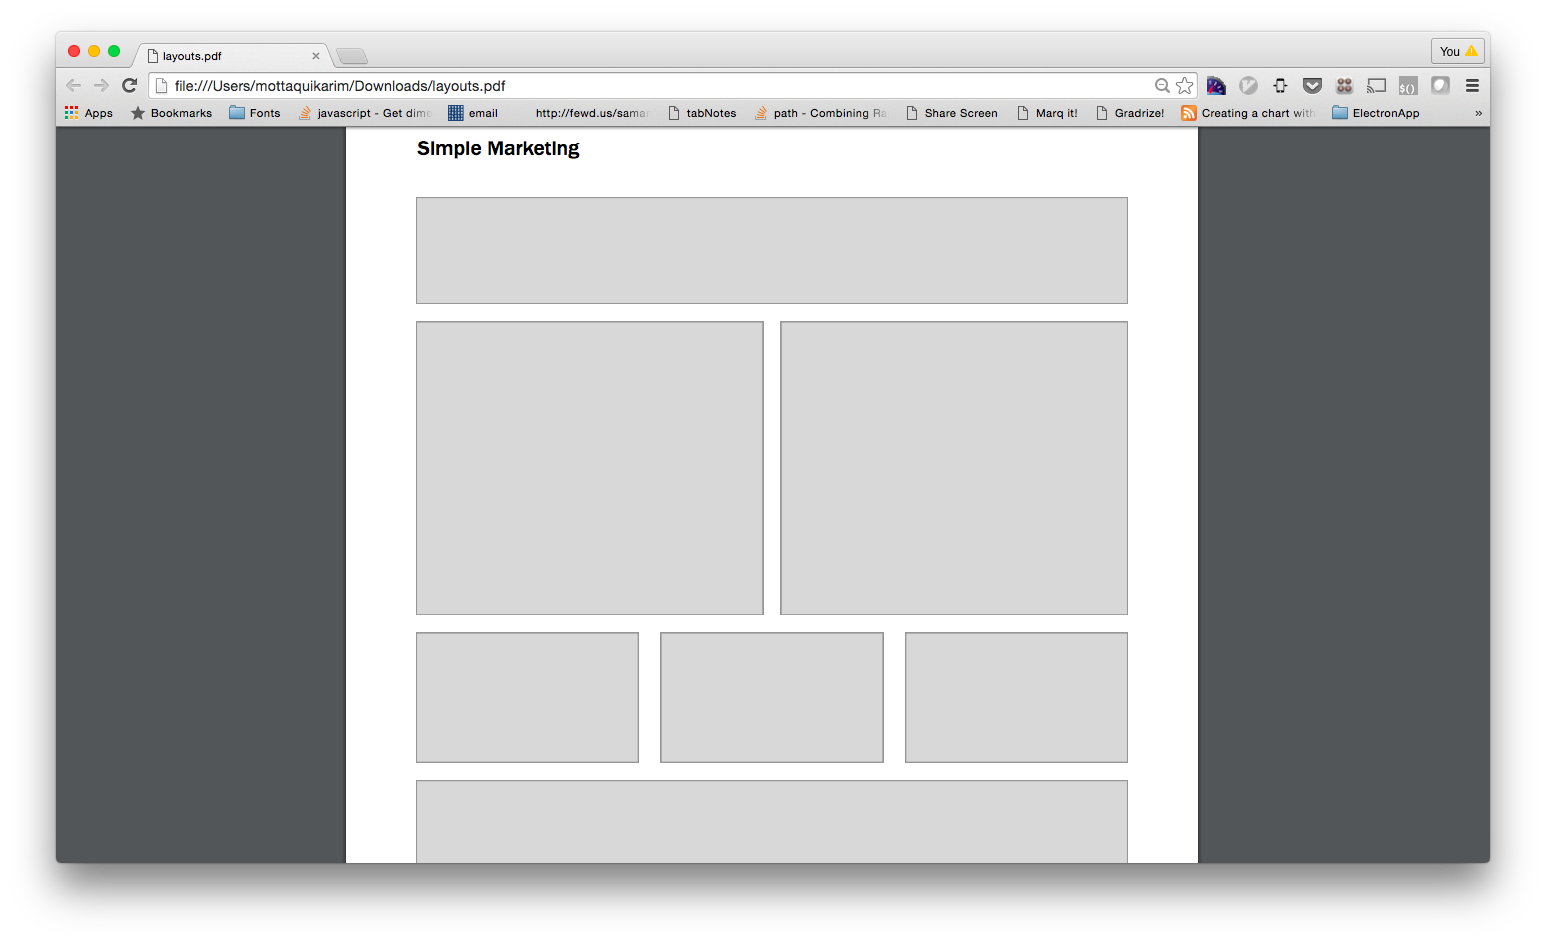 layouts.pdf
You
file:///Users/mottaquikarim/Downloads/layouts.pdf
$()
Apps Bookmarks Fonts javascript - Get dime email http://fewd.us/samar tabNotes path - Combining Ra Share Screen Marq it! Gradrize! Creating a chart with ElectronApp »
Simple Marketing